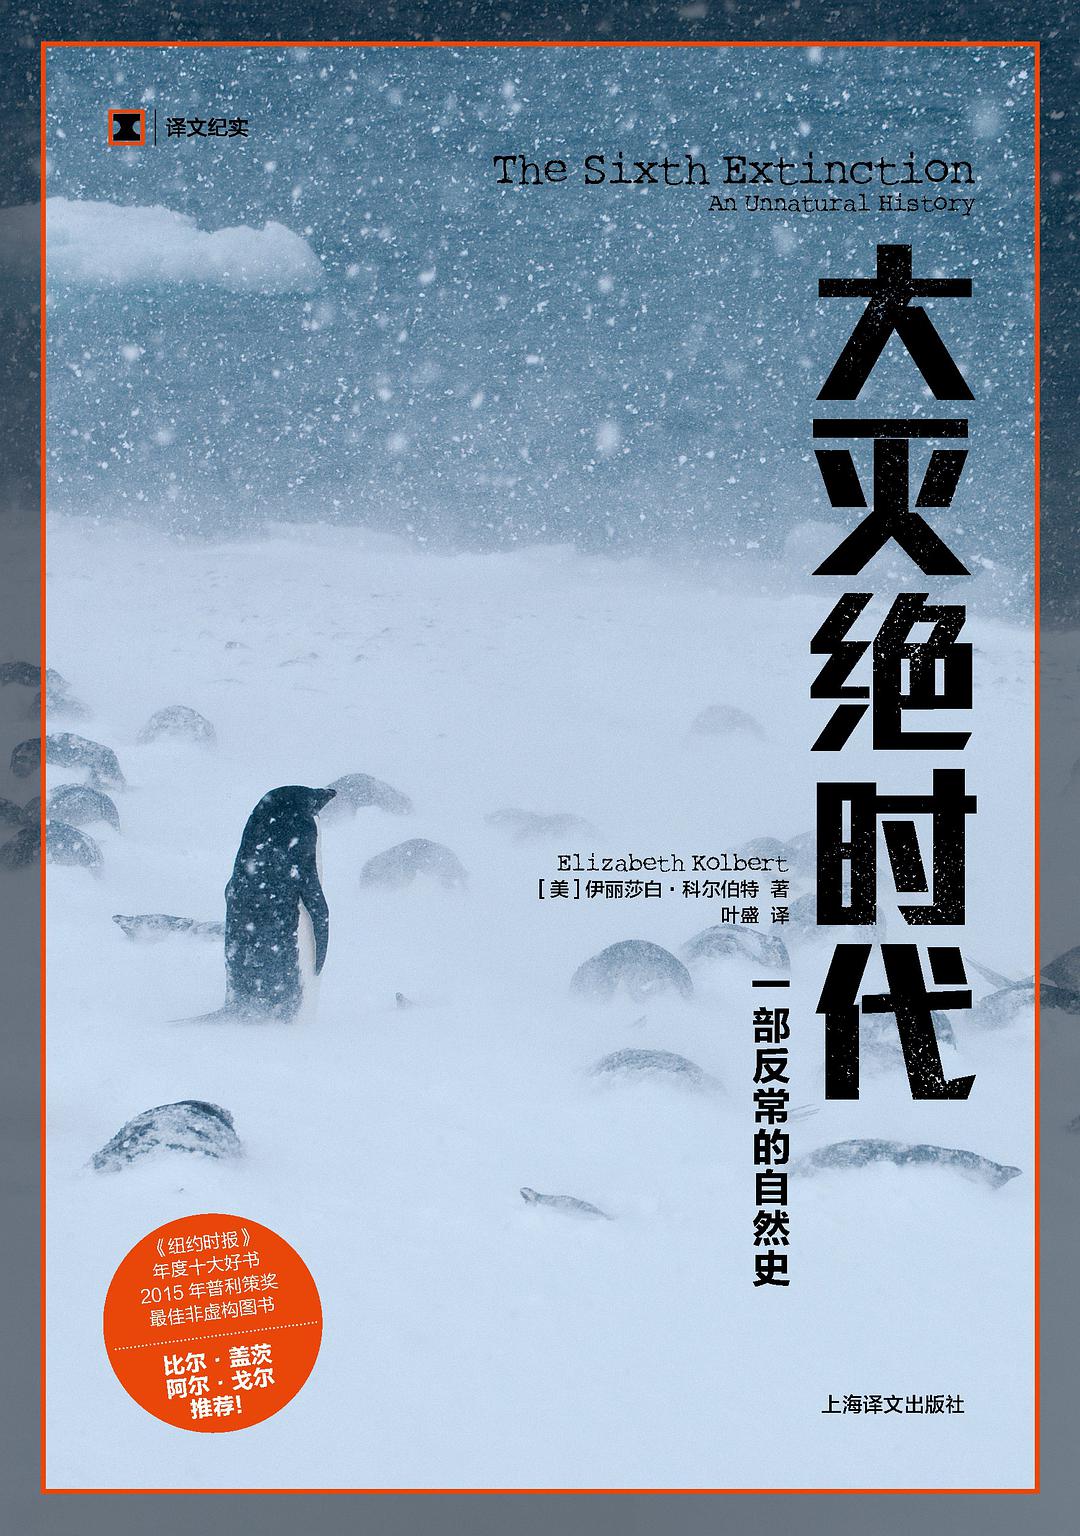 译文纪实
The Sixth Extinction
An Unnatural History
大灭绝时代
Elizabeth Kolbert
[美]伊丽莎白·科尔伯特 著
叶盛 译
一部反常的自然史
《纽约时报》
年度十大好书
2015 年普利策奖
最佳非虚构图书
比尔·盖茨
阿尔·戈尔
推荐!
上海译文出版社